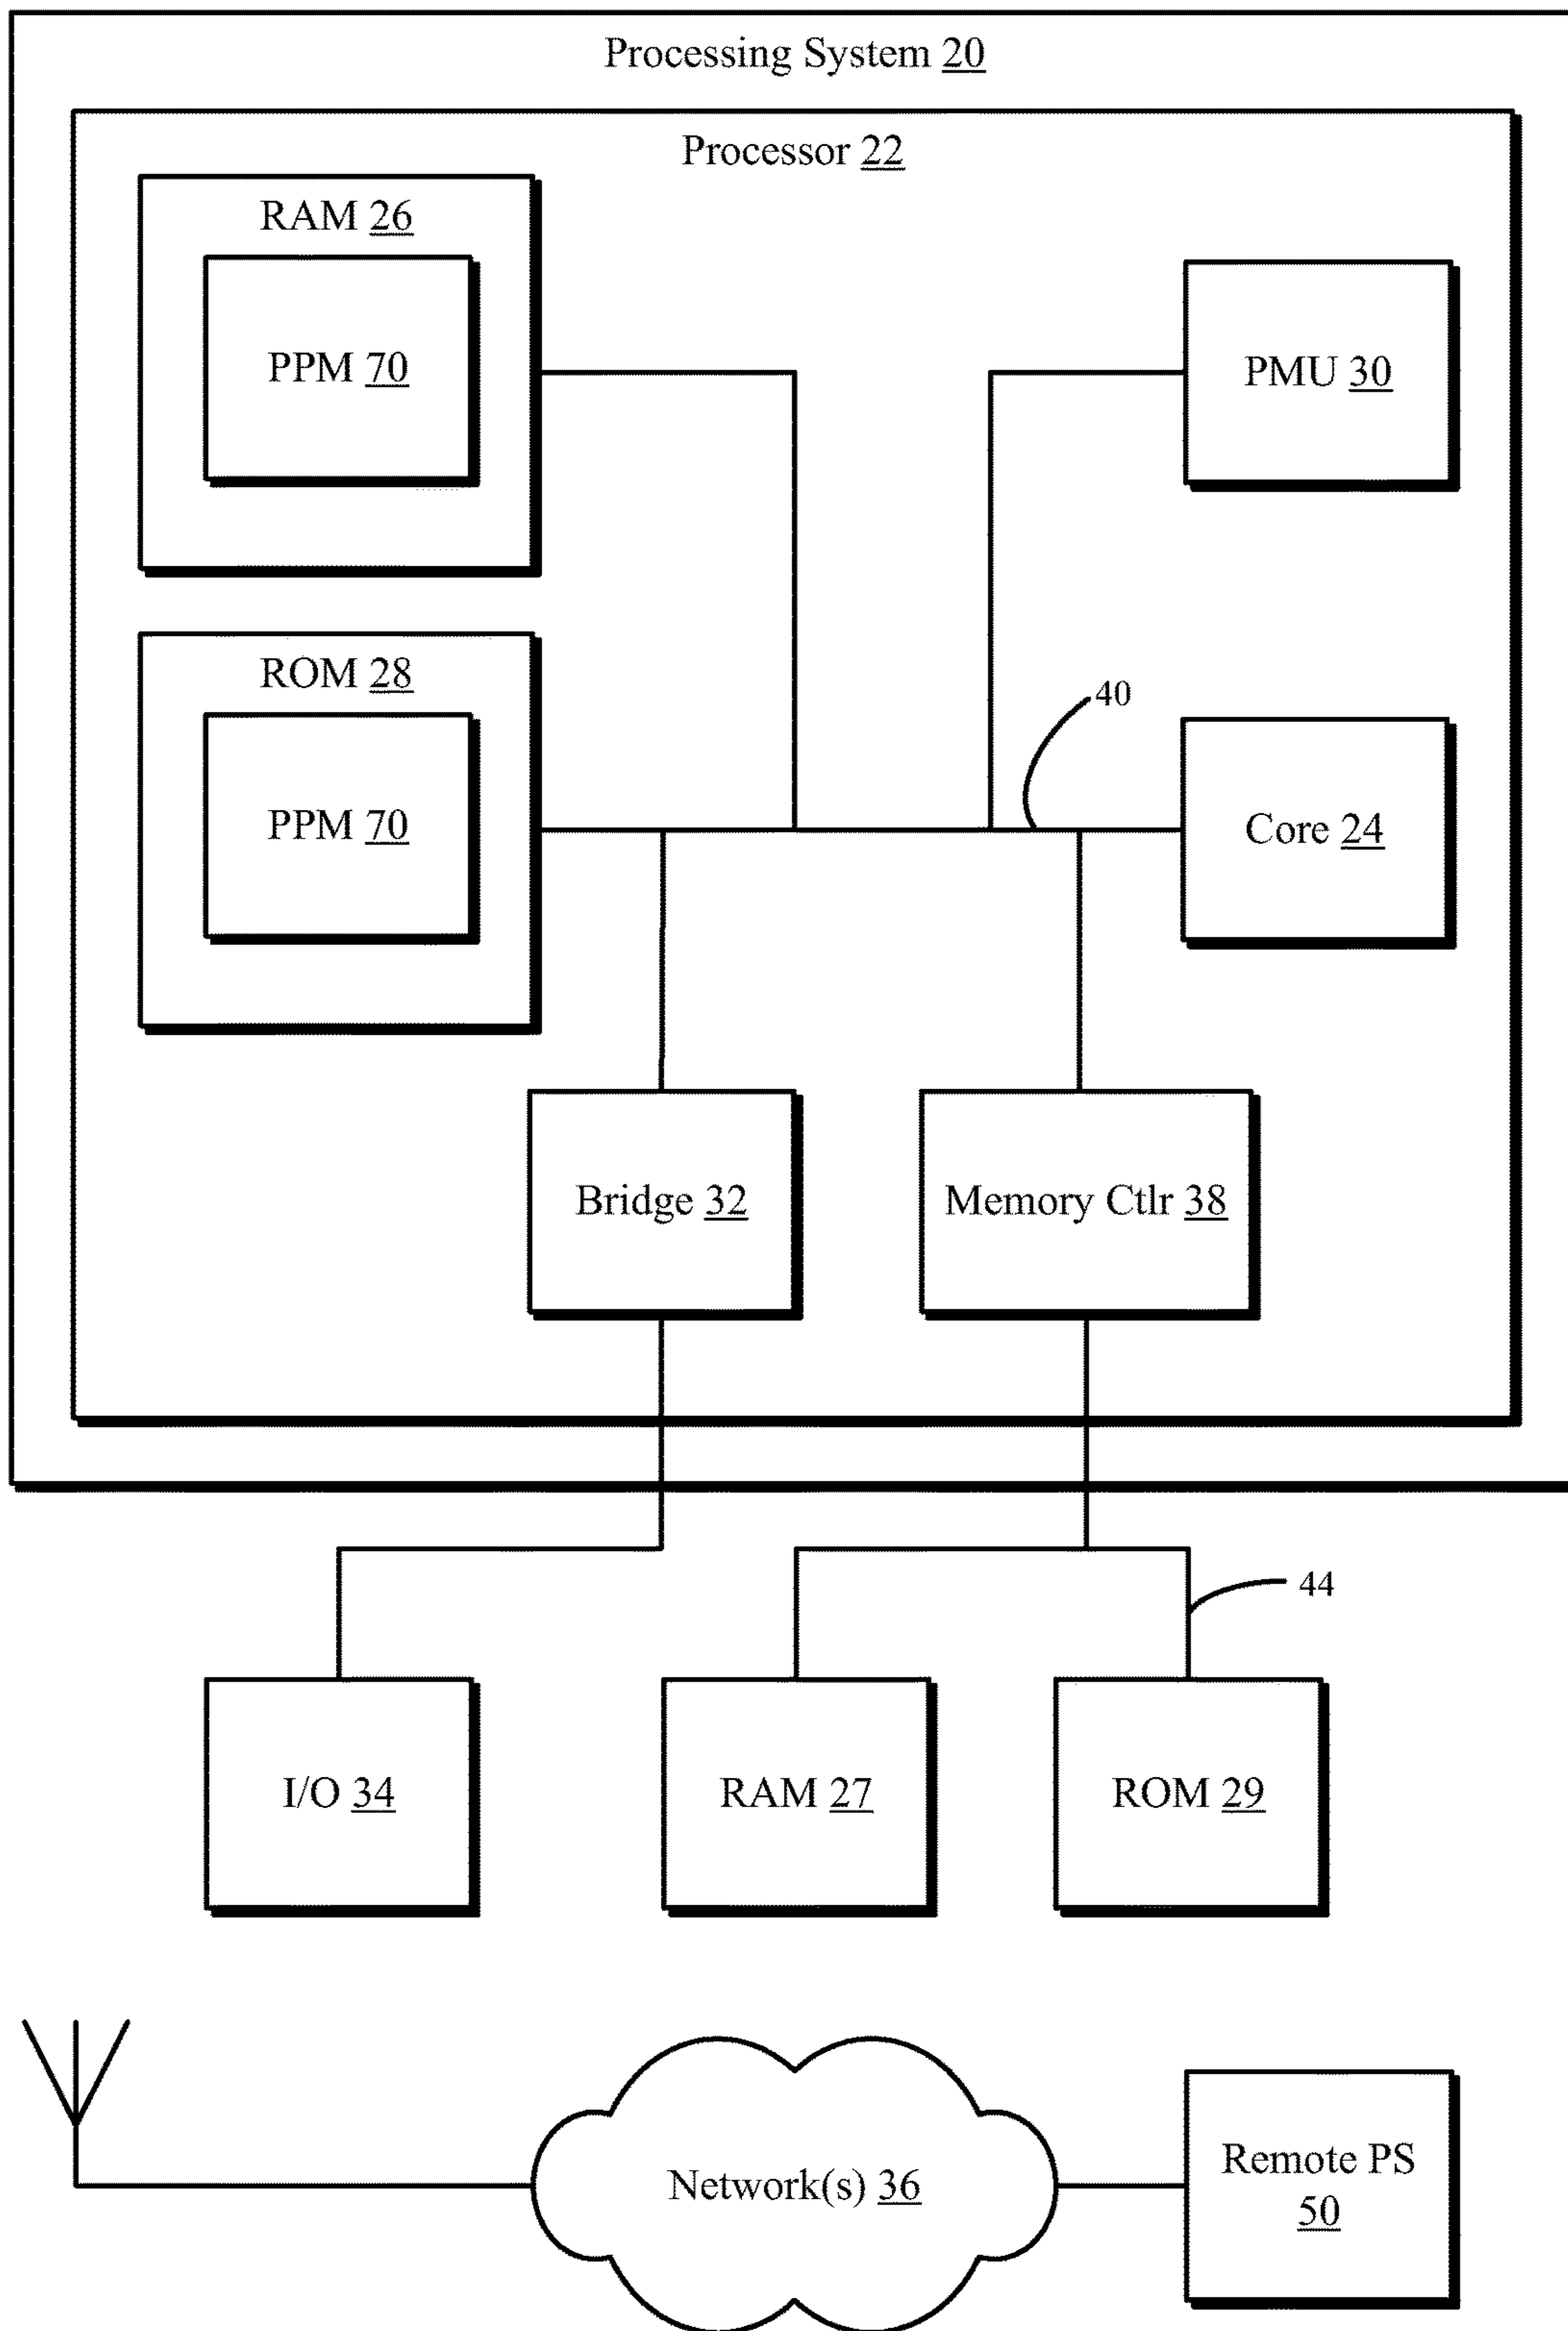 Processing System 20
Processor 22
RAM 26
PPM 70
PMU 30
ROM 28
PPM 70
40
Core 24
Bridge 32
Memory Ctlr 38
44
I/O 34
RAM 27
ROM 29
Network(s) 36
Remote PS
50